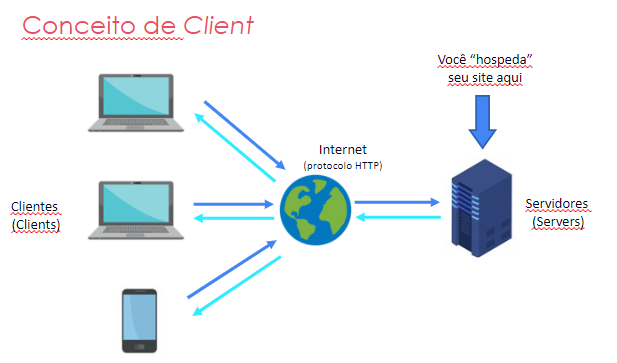 Conceito de Client
Você “hospeda”
seu site aqui
Internet
(protocolo HTTP)
Clientes
(Clients)
Servidores
(Servers)